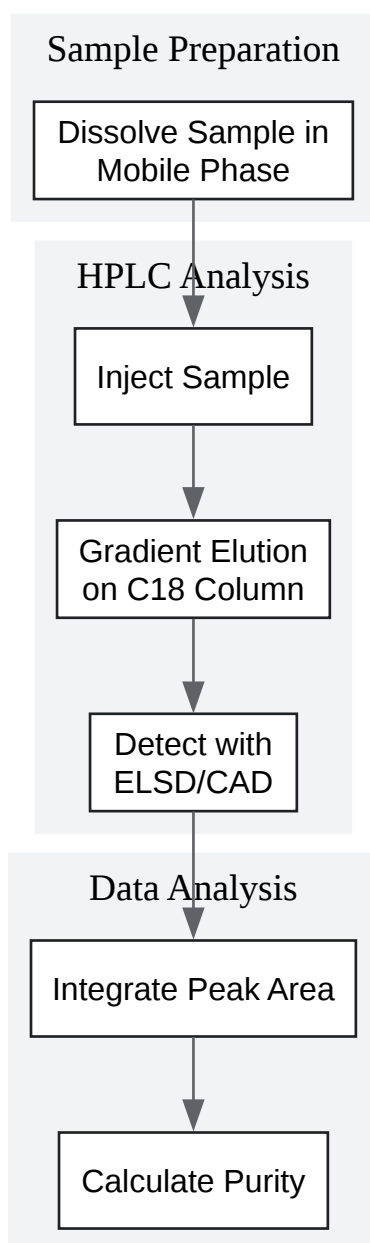 Sample Preparation
Dissolve Sample in
Mobile Phase
HPLC Analysis
Inject Sample
Gradient Elution
on C18 Column
Detect with
ELSD/CAD
Data Analysis
Integrate Peak Area
Calculate Purity